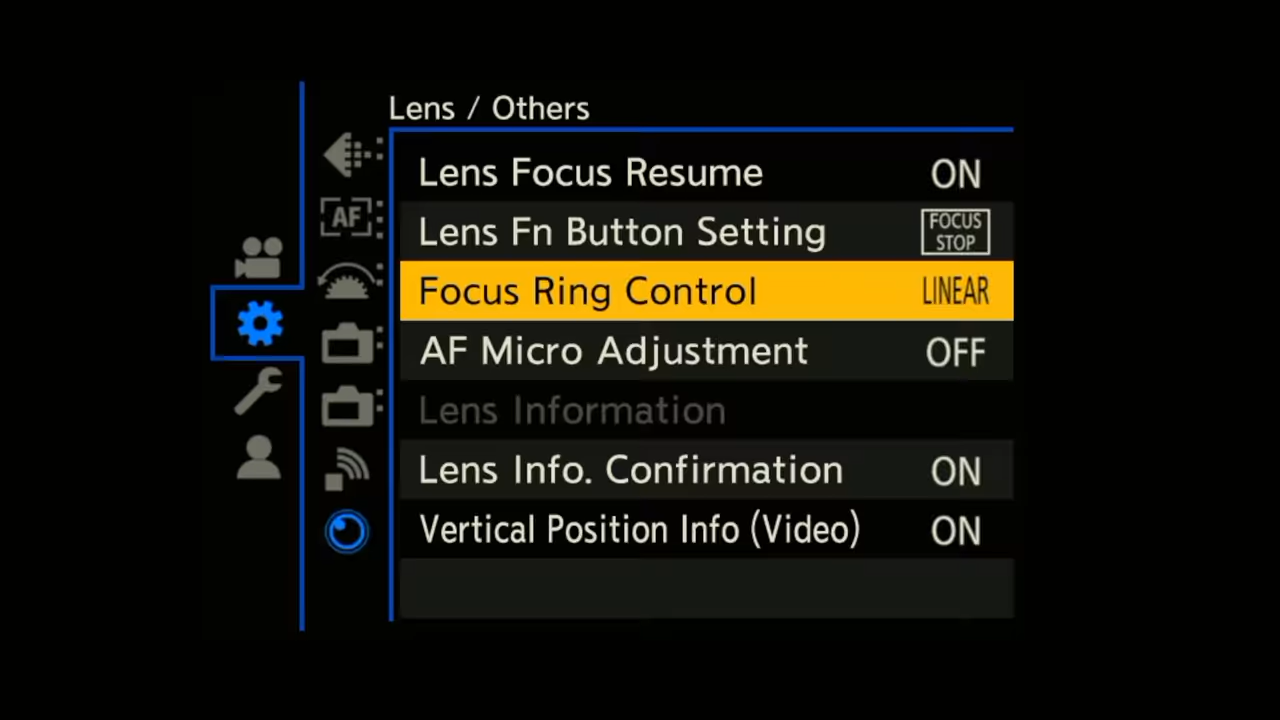 Lens / Others
Lens Focus Resume ON
Lens Fn Button Setting FOCUS STOP
Focus Ring Control LINEAR
AF Micro Adjustment OFF
Lens Information
Lens Info. Confirmation ON
Vertical Position Info (Video) ON
AF